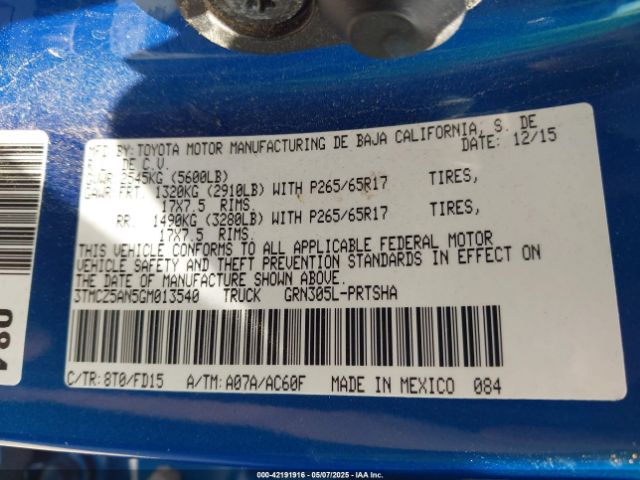 MFD BY: TOYOTA MOTOR MANUFACTURING DE BAJA CALIFORNIA, S. DE
DE C.V. DATE: 12/15
2545KG (5600LB)
GAWR FRT. 1320KG (2910LB) WITH P265/65R17 TIRES,
17X7.5 RIMS.
RR. 1490KG (3280LB) WITH P265/65R17 TIRES,
17X7.5 RIMS.
THIS VEHICLE CONFORMS TO ALL APPLICABLE FEDERAL MOTOR
VEHICLE SAFETY AND THEFT PREVENTION STANDARDS IN EFFECT ON
THE DATE OF MANUFACTURE SHOWN ABOVE.
3TMCZ5AN5GM013540 TRUCK GRN305L-PRTSHA
C/TR: 8T0/FD15 A/TM: A07A/AC60F MADE IN MEXICO 084
084
000-42191916 - 05/07/2025 - IAAI, INC.